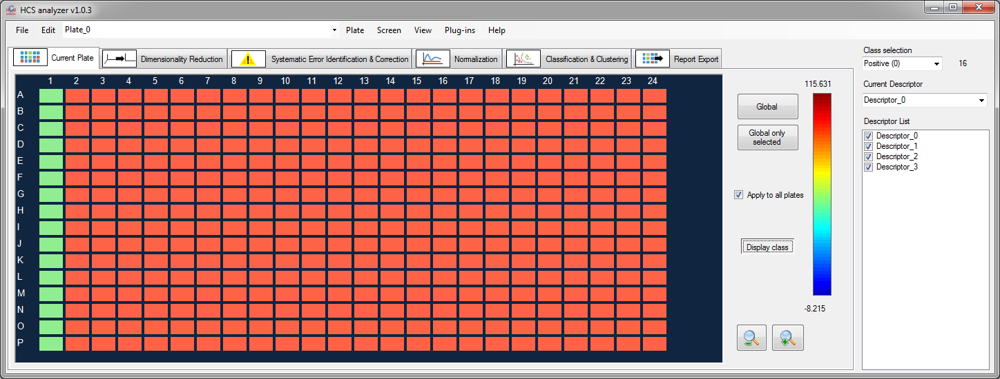 HCS analyzer v1.0.3
File Edit Plate_0 Plate Screen View Plug-ins Help
Current Plate Dimensionality Reduction Systematic Error Identification & Correction Normalization Classification & Clustering Report Export
1 2 3 4 5 6 7 8 9 10 11 12 13 14 15 16 17 18 19 20 21 22 23 24
A
B
C
D
E
F
G
H
I
J
K
L
M
N
O
P
115.631
Global
Global only
selected
Apply to all plates
Display class
-8.215
Class selection
Positive (0) 16
Current Descriptor
Descriptor_0
Descriptor List
Descriptor_0
Descriptor_1
Descriptor_2
Descriptor_3